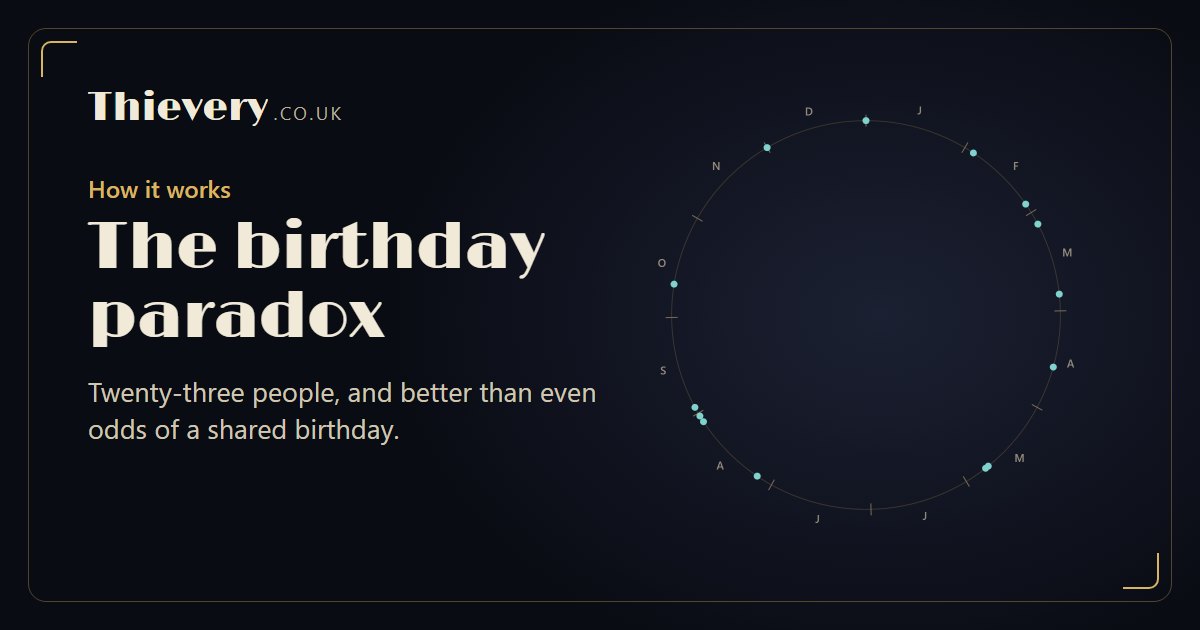 Thievery.CO.UK
How it works
The birthday
paradox
Twenty-three people, and better than even
odds of a shared birthday.
J
F
M
A
M
J
J
A
S
O
N
D